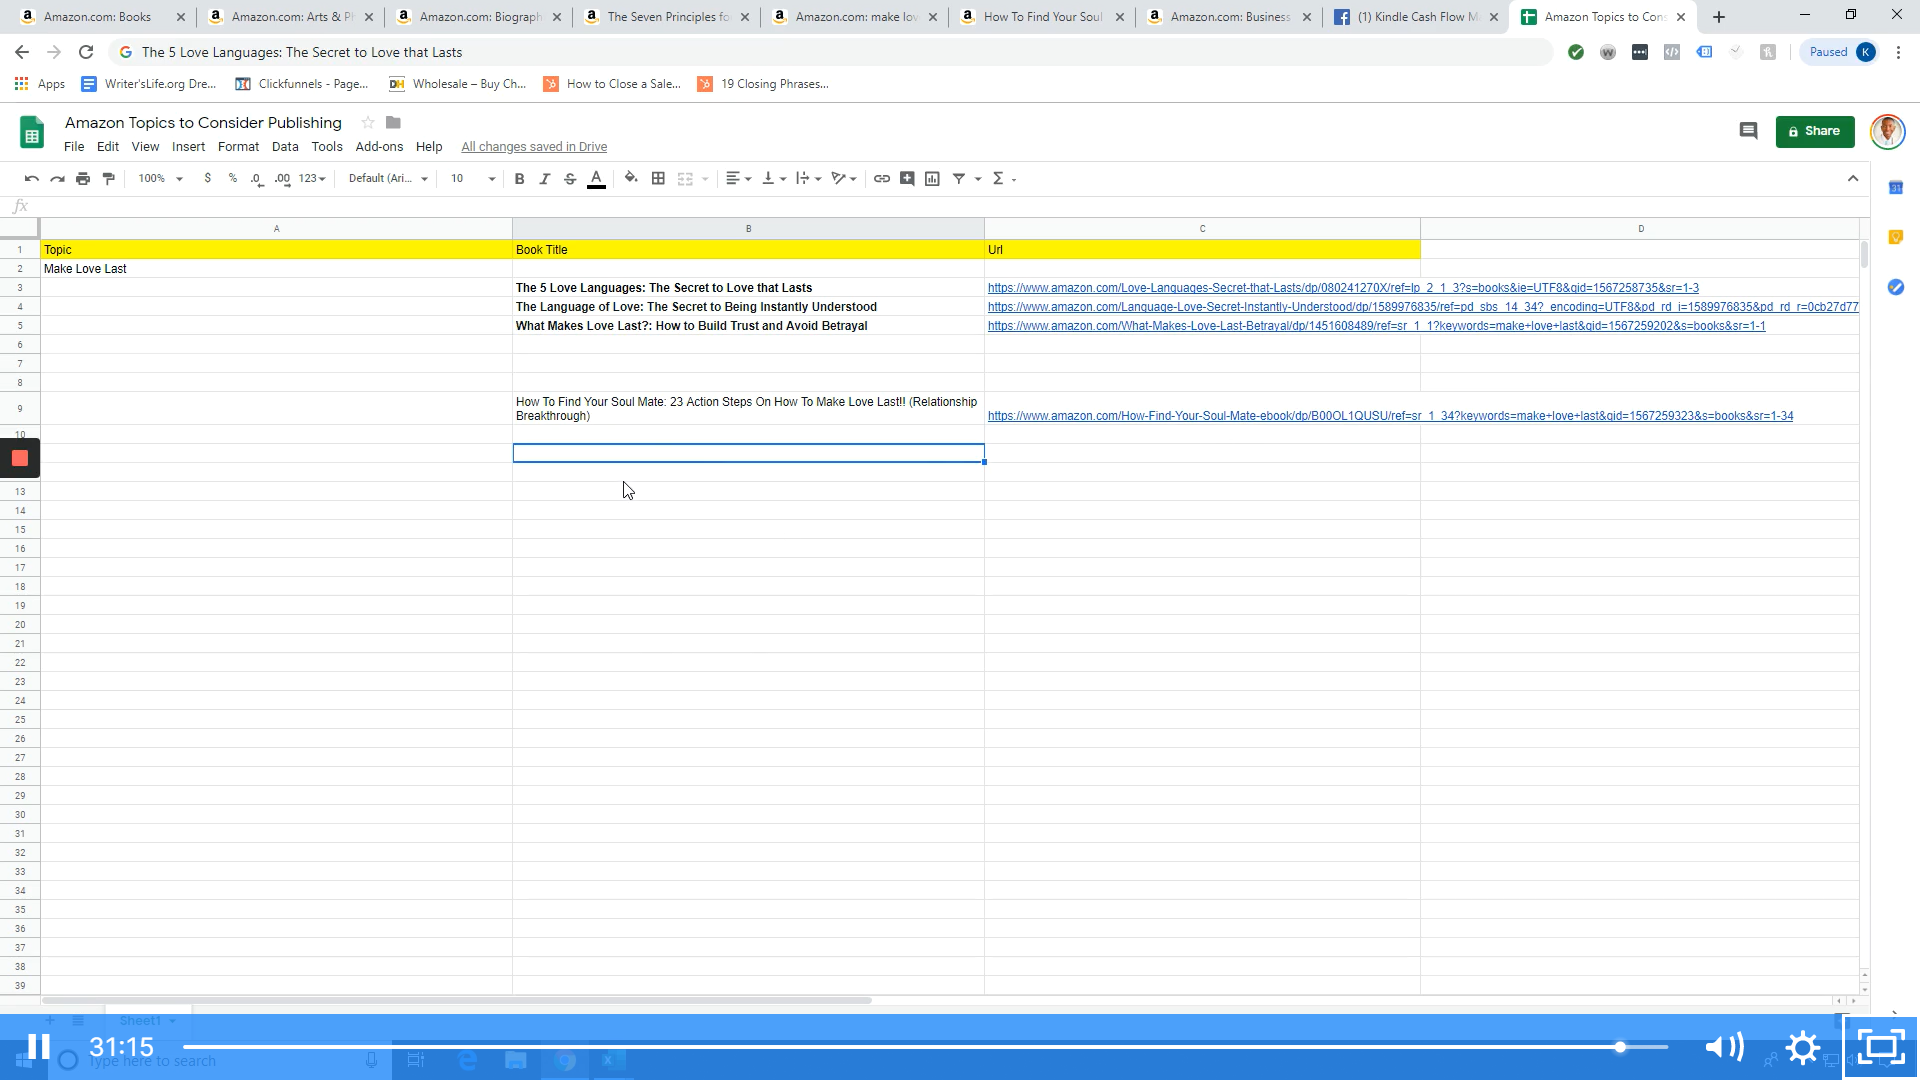 Amazon.com: Books
Amazon.com: Arts & Ph
Amazon.com: Biograph
The Seven Principles fo
Amazon.com: make lov
How To Find Your Soul
Amazon.com: Business
(1) Kindle Cash Flow M
Amazon Topics to Cons
The 5 Love Languages: The Secret to Love that Lasts
Paused K
Apps
Writer'sLife.org Dre...
Clickfunnels - Page...
Wholesale – Buy Ch...
How to Close a Sale...
19 Closing Phrases...
Amazon Topics to Consider Publishing
Share
File Edit View Insert Format Data Tools Add-ons Help All changes saved in Drive
100% $ % .0 .00 123 Default (Ari... 10 B I S A Σ
31
fx
A B C D
1 Topic Book Title Url
2 Make Love Last
3 The 5 Love Languages: The Secret to Love that Lasts https://www.amazon.com/Love-Languages-Secret-that-Lasts/dp/080241270X/ref=lp_2_1_3?s=books&ie=UTF8&qid=1567258735&sr=1-3
4 The Language of Love: The Secret to Being Instantly Understood https://www.amazon.com/Language-Love-Secret-Instantly-Understood/dp/1589976835/ref=pd_sbs_14_34?_encoding=UTF8&pd_rd_i=1589976835&pd_rd_r=0cb27d77
5 What Makes Love Last?: How to Build Trust and Avoid Betrayal https://www.amazon.com/What-Makes-Love-Last-Betrayal/dp/1451608489/ref=sr_1_1?keywords=make+love+last&qid=1567259202&s=books&sr=1-1
6
7
8
9 How To Find Your Soul Mate: 23 Action Steps On How To Make Love Last!! (Relationship
Breakthrough) https://www.amazon.com/How-Find-Your-Soul-Mate-ebook/dp/B00OL1QUSU/ref=sr_1_34?keywords=make+love+last&qid=1567259323&s=books&sr=1-34
10
13
14
15
16
17
18
19
20
21
22
23
24
25
26
27
28
29
30
31
32
33
34
35
36
37
38
39
Sheet1
31:15
Type here to search